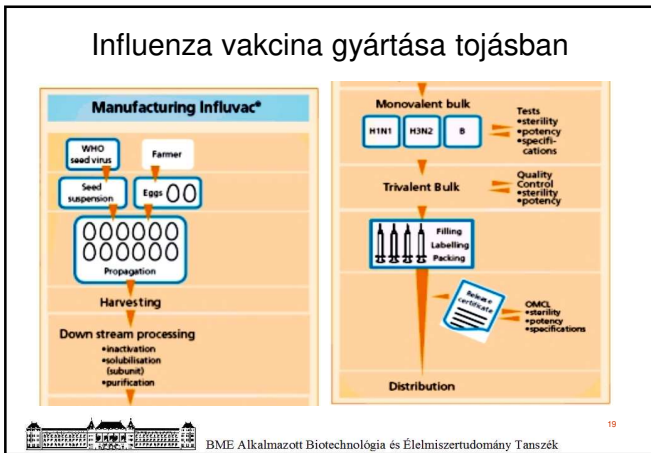 Influenza vakcina gyártása tojásban
Manufacturing Influvac®
WHO
seed virus
Farmer
Seed
suspension
Eggs
Propagation
Harvesting
Down stream processing
•inactivation
•solubilisation
(subunit)
•purification
Monovalent bulk
H1N1
H3N2
B
Tests
•sterility
•potency
•specifi-
cations
Trivalent Bulk
Quality
Control
•sterility
•potency
Filling
Labelling
Packing
Release
certificate
OMCL
•sterility
•potency
•specifications
Distribution
19
BME Alkalmazott Biotechnológia és Élelmiszertudomány Tanszék